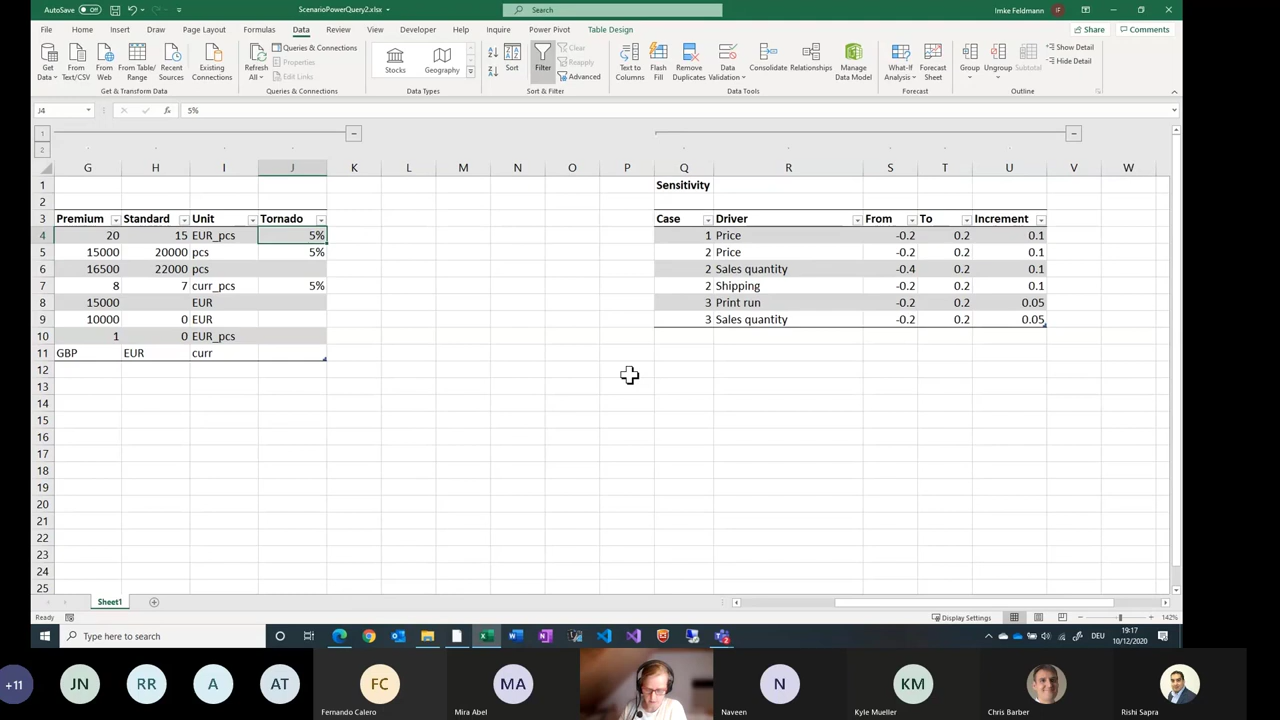 AutoSave Off
ScenarioPowerQuery2.xlsx
Search
Imke Feldmann
IF
File Home Insert Draw Page Layout Formulas Data Review View Developer Help Inquire Power Pivot Table Design
Share Comments
Get Data
From Text/CSV
From Web
From Table/ Range
Recent Sources
Existing Connections
Get & Transform Data
Refresh All
Queries & Connections
Properties
Edit Links
Queries & Connections
Stocks
Geography
Data Types
Sort
Filter
Clear
Reapply
Advanced
Sort & Filter
Text to Columns
Flash Fill
Remove Duplicates
Data Validation
Consolidate
Relationships
Manage Data Model
Data Tools
What-If Analysis
Forecast Sheet
Forecast
Group
Ungroup
Subtotal
Show Detail
Hide Detail
Outline
J4 fx 5%
1
2
G H I J K L M N O P Q R S T U V W
1 Sensitivity
2
3 Premium Standard Unit Tornado Case Driver From To Increment
4 20 15 EUR_pcs 5% 1 Price -0.2 0.2 0.1
5 15000 20000 pcs 5% 2 Price -0.2 0.2 0.1
6 16500 22000 pcs 2 Sales quantity -0.4 0.2 0.1
7 8 7 curr_pcs 5% 2 Shipping -0.2 0.2 0.1
8 15000 EUR 3 Print run -0.2 0.2 0.05
9 10000 0 EUR 3 Sales quantity -0.2 0.2 0.05
10 1 0 EUR_pcs
11 GBP EUR curr
12
13
14
15
16
17
18
19
20
21
22
23
24
25
Sheet1
Ready
Display Settings
142%
Type here to search
DEU
19:17
10/12/2020
+11 JN RR A AT FC MA N KM
Fernando Calero Mira Abel Naveen Kyle Mueller Chris Barber Rishi Sapra